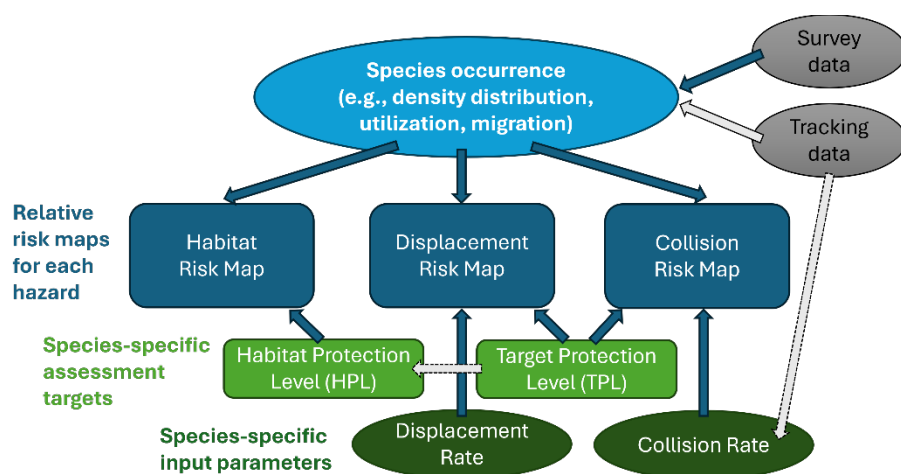 Species occurrence
(e.g., density distribution,
utilization, migration)
Survey
data
Tracking
data
Relative
risk maps
for each
hazard
Habitat
Risk Map
Displacement
Risk Map
Collision
Risk Map
Species-specific
assessment
targets
Habitat Protection
Level (HPL)
Target Protection
Level (TPL)
Species-specific
input parameters
Displacement
Rate
Collision Rate